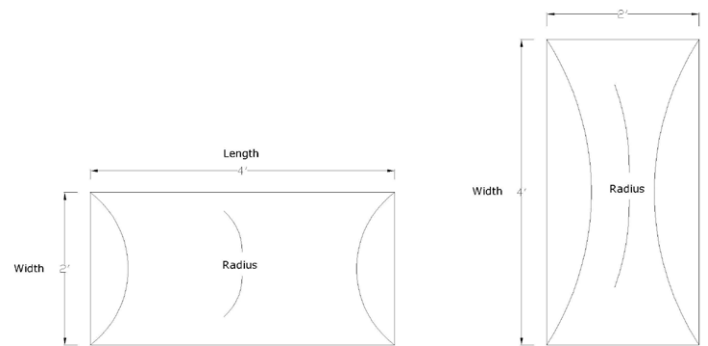 Length
4'
Width 2'
Radius
2'
Width 4'
Radius